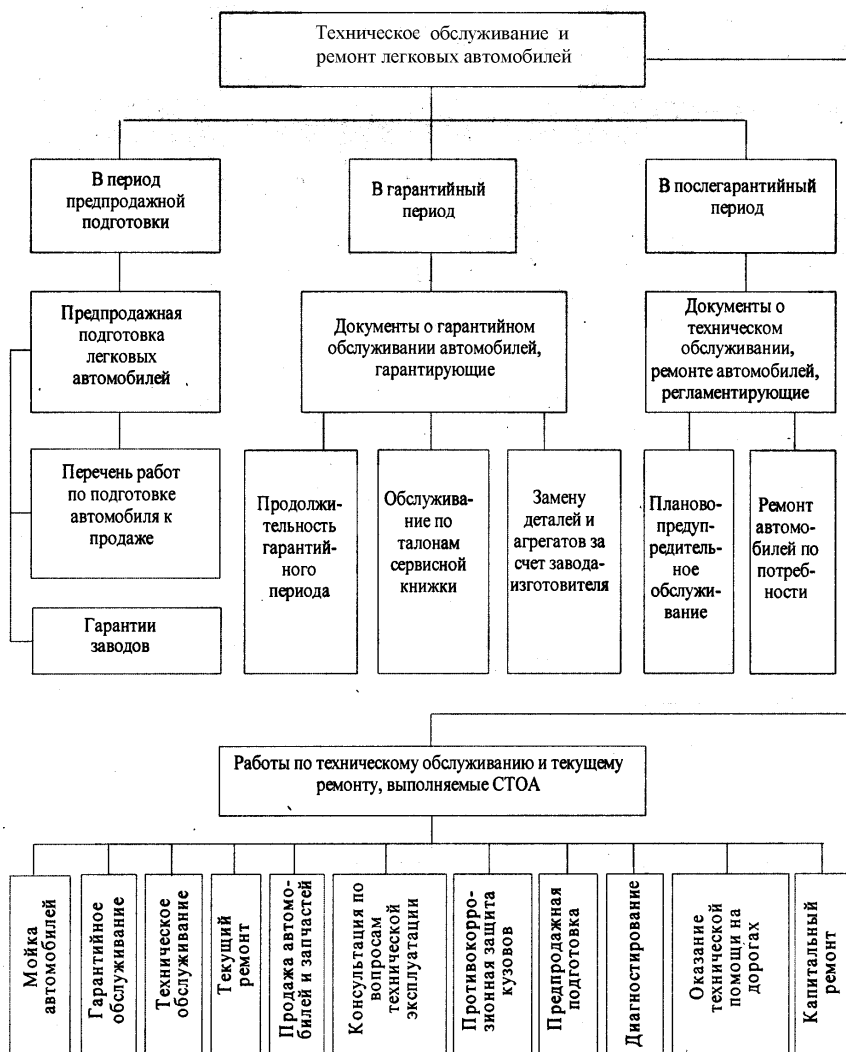 Техническое обслуживание и
ремонт легковых автомобилей
В период
предпродажной
подготовки
В гарантийный
период
В послегарантийный
период
Предпродажная
подготовка
легковых
автомобилей
Документы о гарантийном
обслуживании автомобилей,
гарантирующие
Документы о
техническом
обслуживании,
ремонте автомобилей,
регламентирующие
Перечень работ
по подготовке
автомобиля к
продаже
Гарантии
заводов
Продолжи-
тельность
гарантий-
ного
периода
Обслужива-
ние по
талонам
сервисной
книжки
Замену
деталей и
агрегатов за
счет завода-
изготовителя
Планово-
предуп-
редитель-
ное
обслужи-
вание
Ремонт
автомо-
билей по
потреб-
ности
Работы по техническому обслуживанию и текущему
ремонту, выполняемые СТОА
Мойка
автомобилей
Гарантийное
обслуживание
Техническое
обслуживание
Текущий
ремонт
Продажа автомо-
билей и запчастей
Консультация по
вопросам
технической
эксплуатации
Противокорро-
зионная защита
кузовов
Предпродажная
подготовка
Диагностирование
Оказание
технической
помощи на
дорогах
Капитальный
ремонт